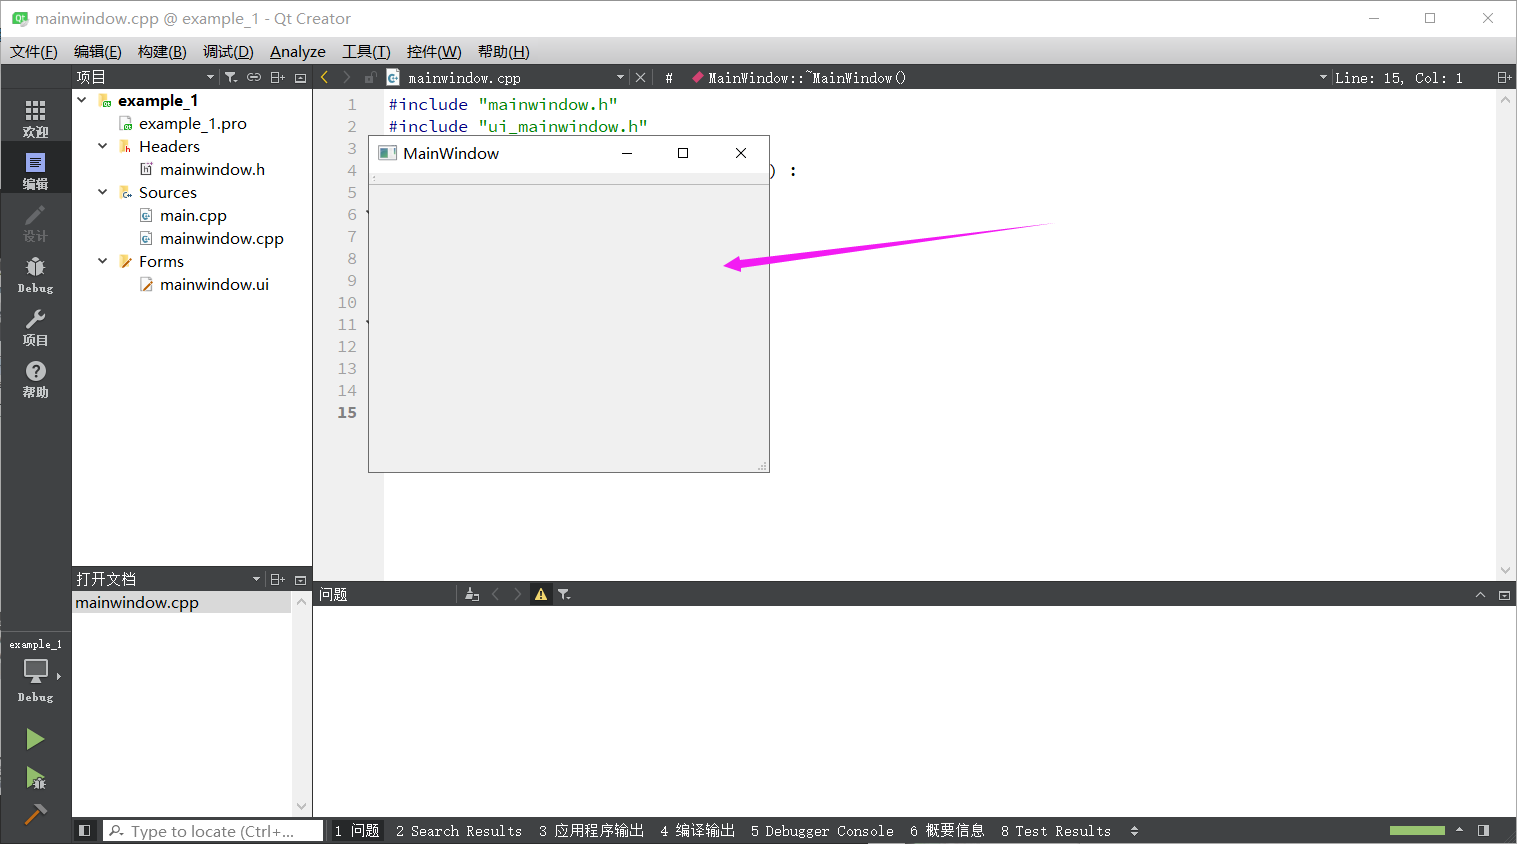 mainwindow.cpp @ example_1 - Qt Creator
文件(F) 编辑(E) 构建(B) 调试(D) Analyze 工具(T) 控件(W) 帮助(H)
项目
mainwindow.cpp
#
MainWindow::~MainWindow()
Line: 15, Col: 1
欢迎
编辑
设计
Debug
项目
帮助
example_1
example_1.pro
Headers
mainwindow.h
Sources
main.cpp
mainwindow.cpp
Forms
mainwindow.ui
1 #include "mainwindow.h"
2 #include "ui_mainwindow.h"
3
4 ) :
5
6
7
8
9
10
11
12
13
14
15
MainWindow
打开文档
mainwindow.cpp
问题
example_1
Debug
Type to locate (Ctrl+...
1 问题 2 Search Results 3 应用程序输出 4 编译输出 5 Debugger Console 6 概要信息 8 Test Results